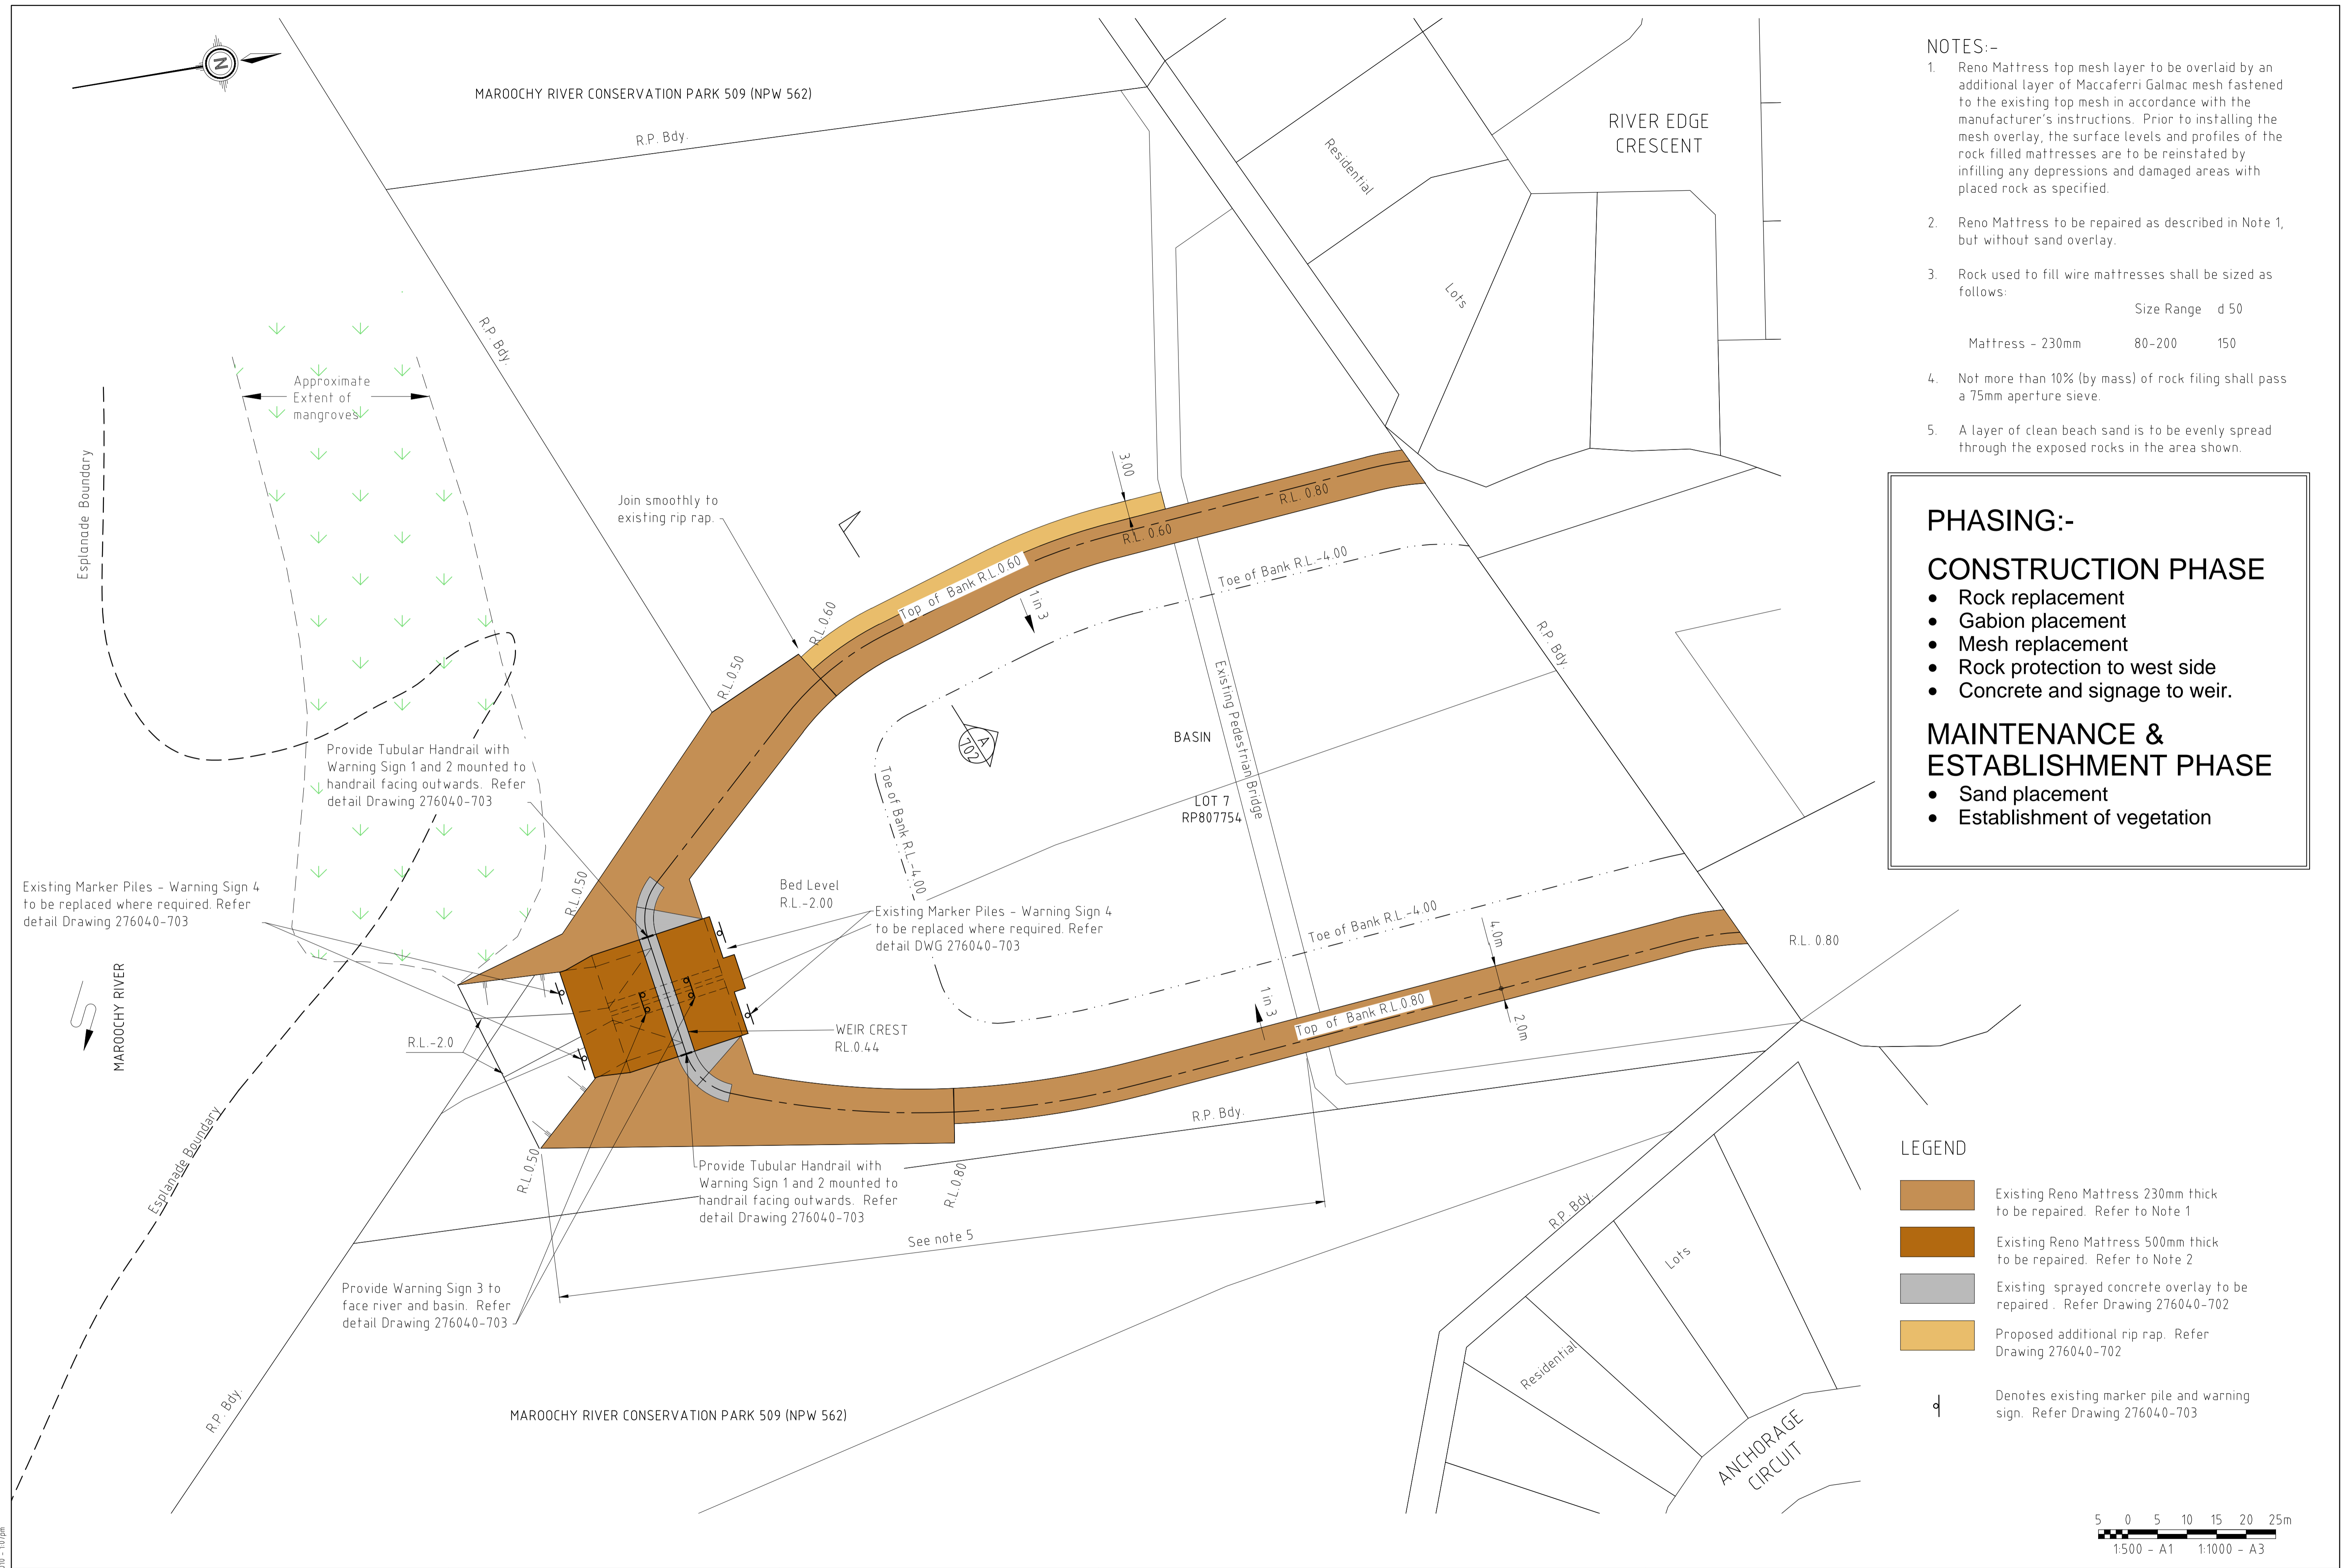 N
MAROOCHY RIVER CONSERVATION PARK 509 (NPW 562)
R.P. Bdy.
R.P. Bdy.
Residential
RIVER EDGE
CRESCENT
Lots
Approximate
Extent of
mangroves
Esplanade Boundary
Join smoothly to
existing rip rap.
3.00
R.L. 0.80
R.L. 0.60
Top of Bank R.L.0.60
R.L.0.60
R.L.0.50
1 in 3
Toe of Bank R.L.-4.00
R.P. Bdy.
Existing Pedestrian Bridge
A
702
BASIN
LOT 7
RP807754
Toe of Bank R.L.-4.00
Provide Tubular Handrail with
Warning Sign 1 and 2 mounted to
handrail facing outwards. Refer
detail Drawing 276040-703
Existing Marker Piles - Warning Sign 4
to be replaced where required. Refer
detail Drawing 276040-703
R.L.0.50
Bed Level
R.L.-2.00
Existing Marker Piles - Warning Sign 4
to be replaced where required. Refer
detail DWG 276040-703
Toe of Bank R.L.-4.00
4.0m
2.0m
R.L. 0.80
1 in 3
Top of Bank R.L.0.80
MAROOCHY RIVER
R.L.-2.0
WEIR CREST
RL.0.44
R.P. Bdy.
Esplanade Boundary
R.L.0.50
R.L.0.80
Provide Tubular Handrail with
Warning Sign 1 and 2 mounted to
handrail facing outwards. Refer
detail Drawing 276040-703
See note 5
R.P. Bdy.
Lots
Residential
Provide Warning Sign 3 to
face river and basin. Refer
detail Drawing 276040-703
R.P. Bdy.
MAROOCHY RIVER CONSERVATION PARK 509 (NPW 562)
ANCHORAGE
CIRCUIT
NOTES:-
1. Reno Mattress top mesh layer to be overlaid by an
additional layer of Maccaferri Galmac mesh fastened
to the existing top mesh in accordance with the
manufacturer's instructions. Prior to installing the
mesh overlay, the surface levels and profiles of the
rock filled mattresses are to be reinstated by
infilling any depressions and damaged areas with
placed rock as specified.
2. Reno Mattress to be repaired as described in Note 1,
but without sand overlay.
3. Rock used to fill wire mattresses shall be sized as
follows:
Size Range d 50
Mattress - 230mm 80-200 150
4. Not more than 10% (by mass) of rock filing shall pass
a 75mm aperture sieve.
5. A layer of clean beach sand is to be evenly spread
through the exposed rocks in the area shown.
PHASING:-
CONSTRUCTION PHASE
• Rock replacement
• Gabion placement
• Mesh replacement
• Rock protection to west side
• Concrete and signage to weir.
MAINTENANCE &
ESTABLISHMENT PHASE
• Sand placement
• Establishment of vegetation
LEGEND
Existing Reno Mattress 230mm thick
to be repaired. Refer to Note 1
Existing Reno Mattress 500mm thick
to be repaired. Refer to Note 2
Existing sprayed concrete overlay to be
repaired . Refer Drawing 276040-702
Proposed additional rip rap. Refer
Drawing 276040-702
Denotes existing marker pile and warning
sign. Refer Drawing 276040-703
5 0 5 10 15 20 25m
1:500 - A1 1:1000 - A3